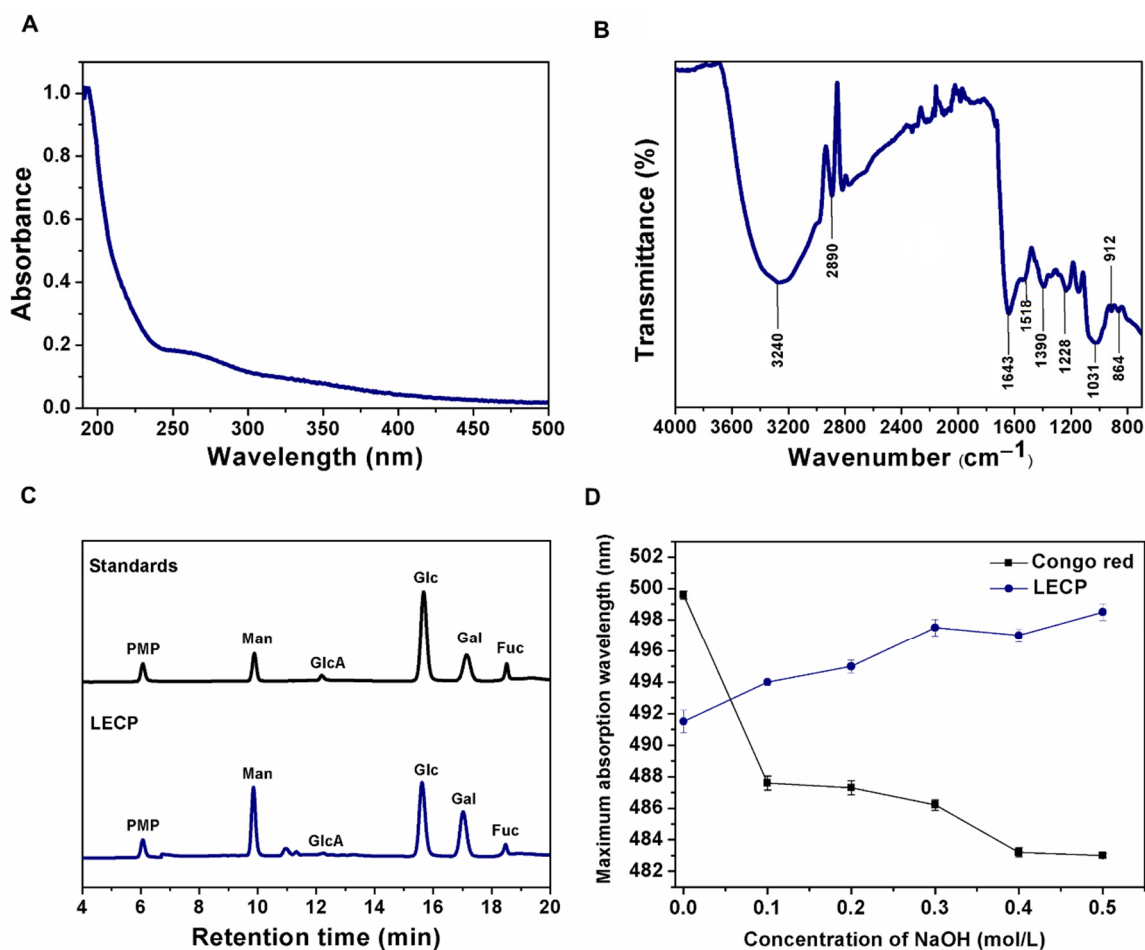 A
Absorbance
1.0
0.8
0.6
0.4
0.2
0.0
200 250 300 350 400 450 500
Wavelength (nm)
B
Transmittance (%)
3240
2890
1643
1518
1390
1228
1031
912
864
4000 3600 3200 2800 2400 2000 1600 1200 800
Wavenumber (cm−1)
C
Standards
PMP Man GlcA Glc Gal Fuc
LECP
PMP Man GlcA Glc Gal Fuc
4 6 8 10 12 14 16 18 20
Retention time (min)
D
Maximum absorption wavelength (nm)
502
500
498
496
494
492
490
488
486
484
482
Congo red
LECP
0.0 0.1 0.2 0.3 0.4 0.5
Concentration of NaOH (mol/L)